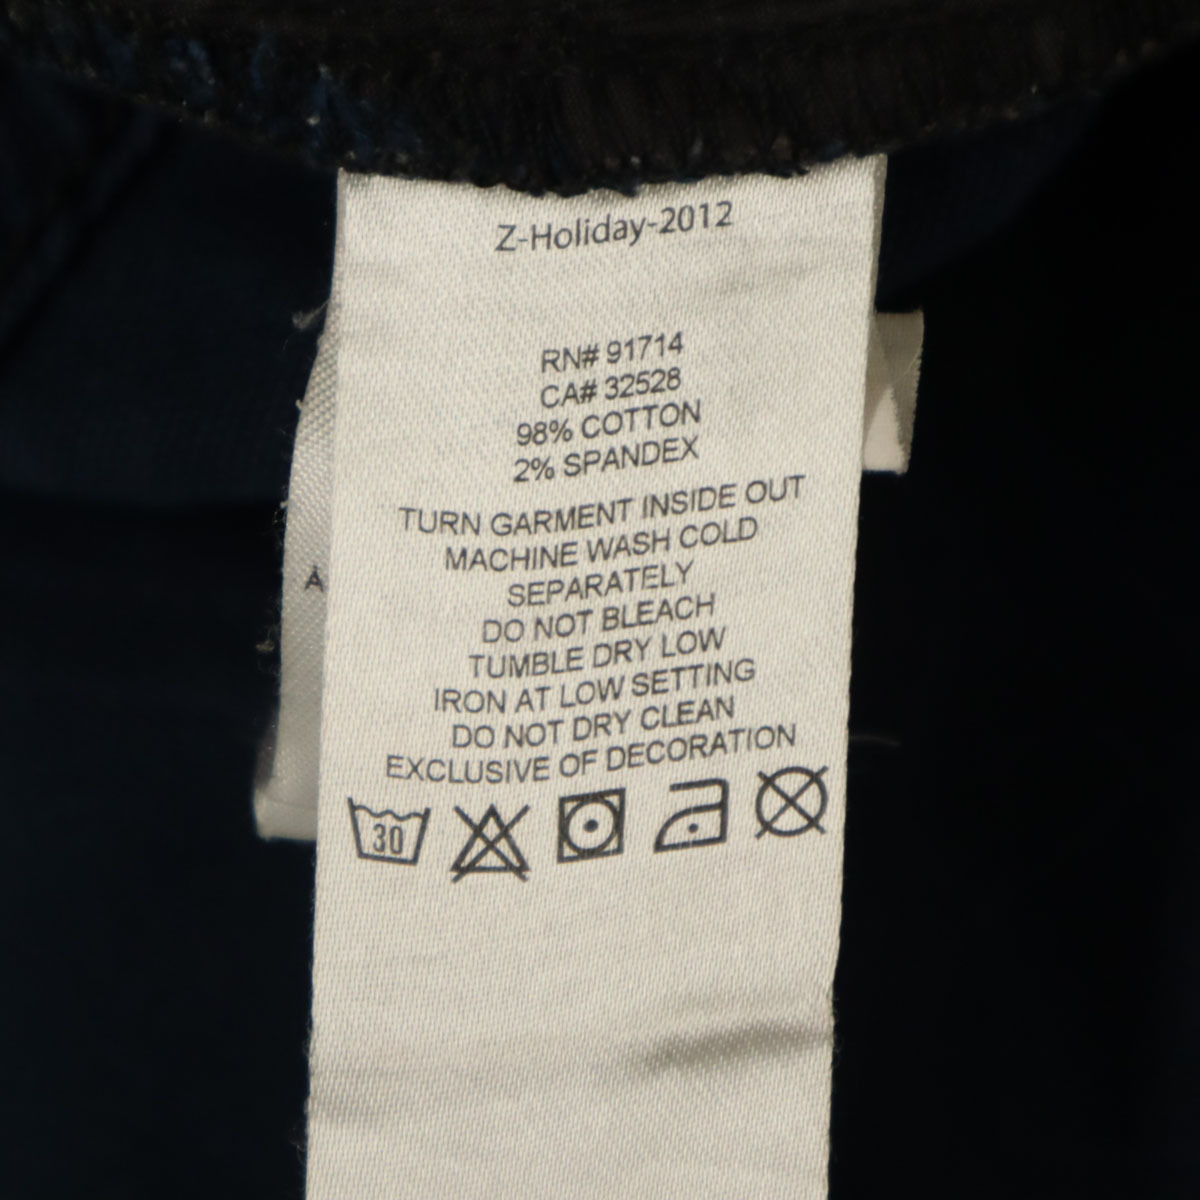 Z-Holiday-2012
RN# 91714
CA# 32528
98% COTTON
2% SPANDEX
TURN GARMENT INSIDE OUT
MACHINE WASH COLD
SEPARATELY
DO NOT BLEACH
TUMBLE DRY LOW
IRON AT LOW SETTING
DO NOT DRY CLEAN
EXCLUSIVE OF DECORATION
30
A